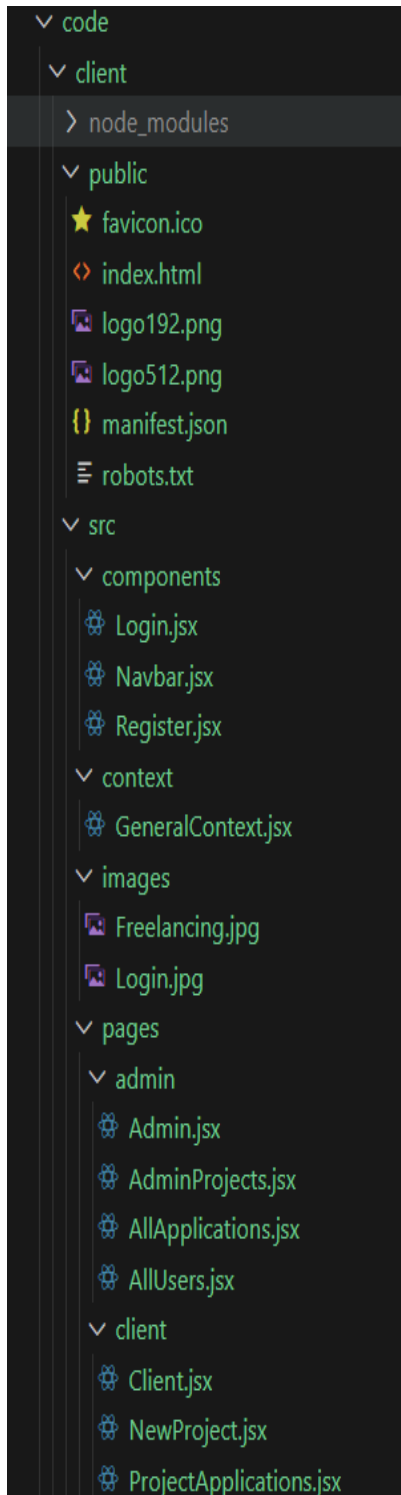 code
client
node_modules
public
favicon.ico
index.html
logo192.png
logo512.png
manifest.json
robots.txt
src
components
Login.jsx
Navbar.jsx
Register.jsx
context
GeneralContext.jsx
images
Freelancing.jpg
Login.jpg
pages
admin
Admin.jsx
AdminProjects.jsx
AllApplications.jsx
AllUsers.jsx
client
Client.jsx
NewProject.jsx
ProjectApplications.jsx